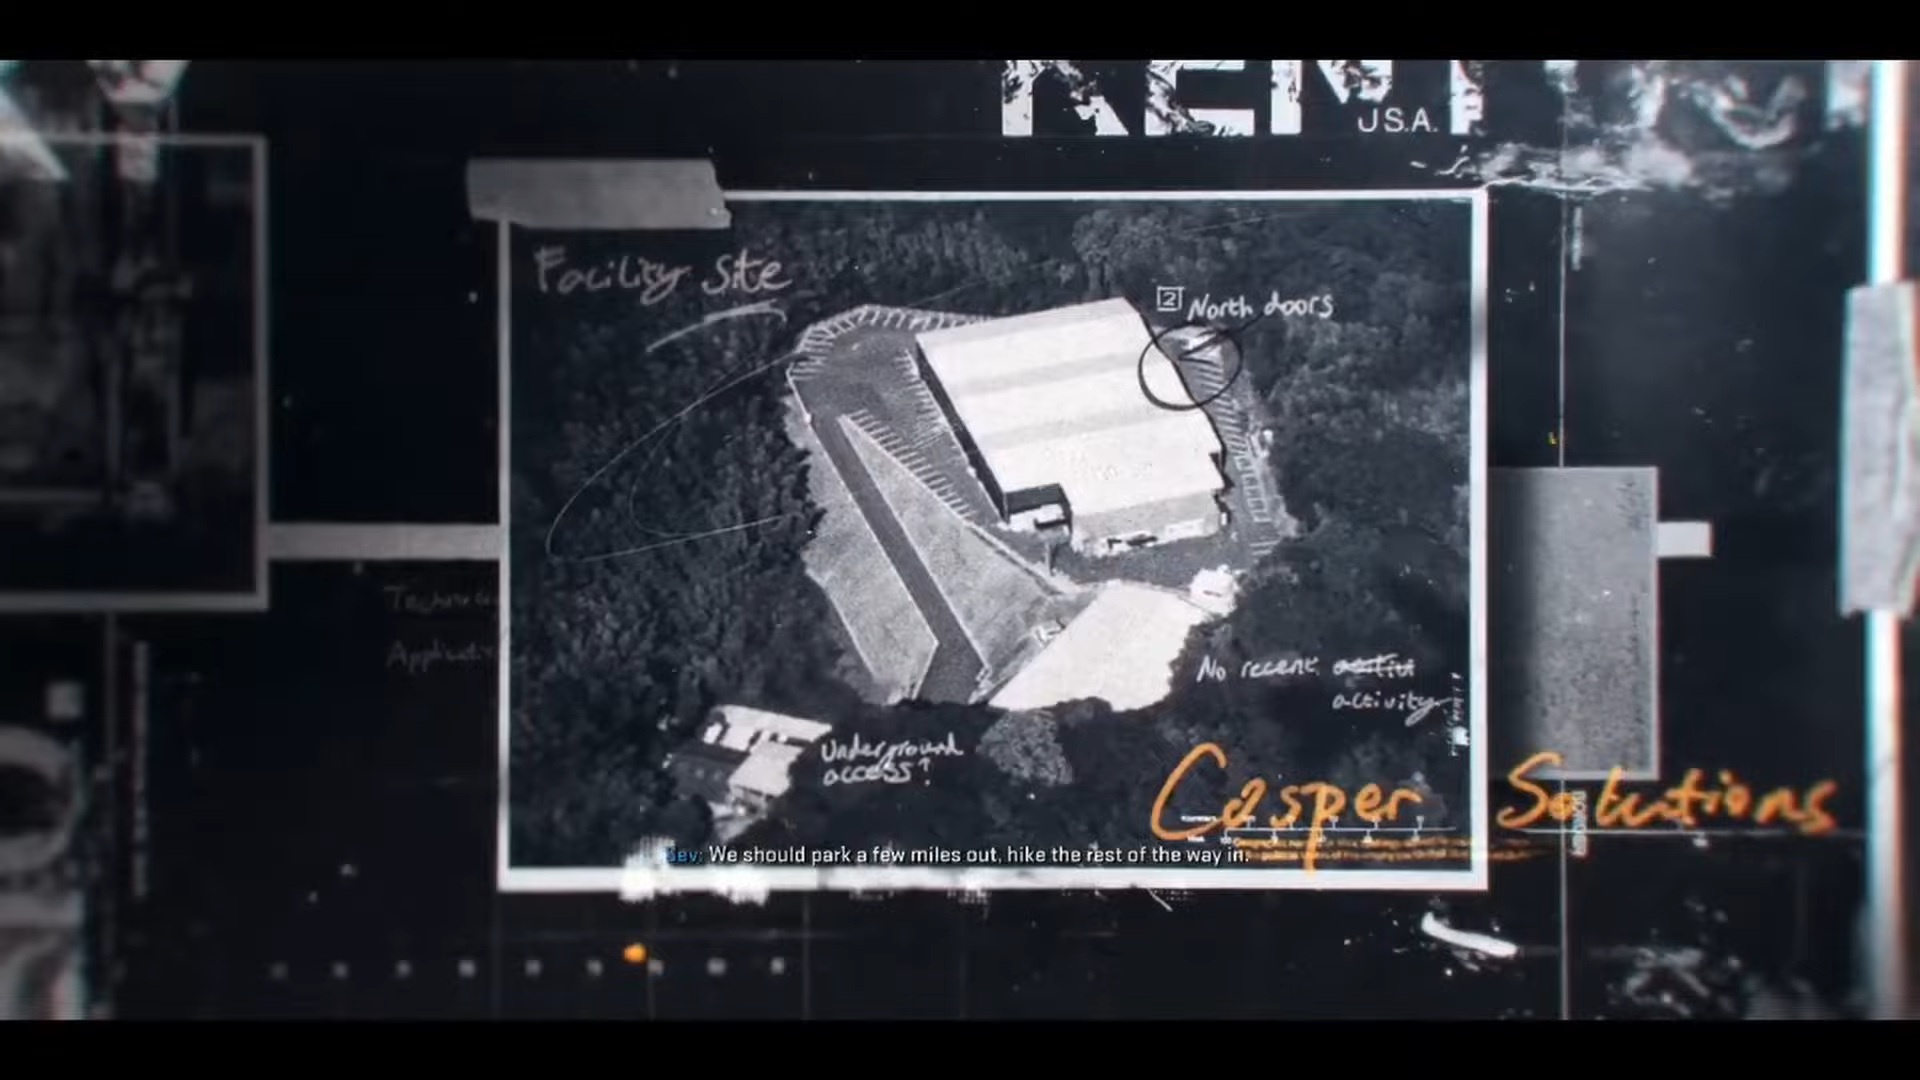 J.S.A.
Facility Site
2 North doors
No recent
activity
Underground
access?
Casper Solutions
Sev: We should park a few miles out, hike the rest of the way in.